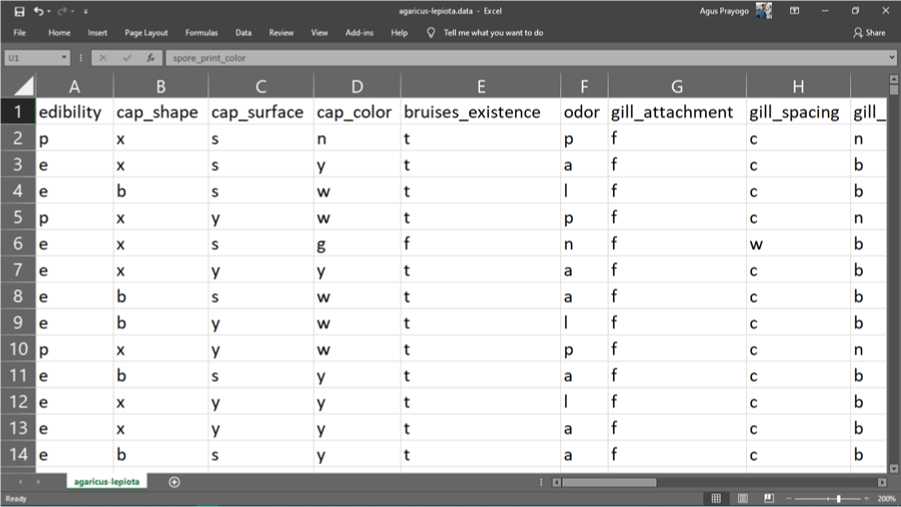 agaricus-lepiota.data - Excel
Agus Prayogo
File Home Insert Page Layout Formulas Data Review View Add-ins Help Tell me what you want to do Share
U1 fx spore_print_color
A B C D E F G H
1 edibility cap_shape cap_surface cap_color bruises_existence odor gill_attachment gill_spacing gill_
2 p x s n t p f c n
3 e x s y t a f c b
4 e b s w t l f c b
5 p x y w t p f c n
6 e x s g f n f w b
7 e x y y t a f c b
8 e b s w t a f c b
9 e b y w t l f c b
10 p x y w t p f c n
11 e b s y t a f c b
12 e x y y t l f c b
13 e x y y t a f c b
14 e b s y t a f c b
agaricus-lepiota
Ready
200%